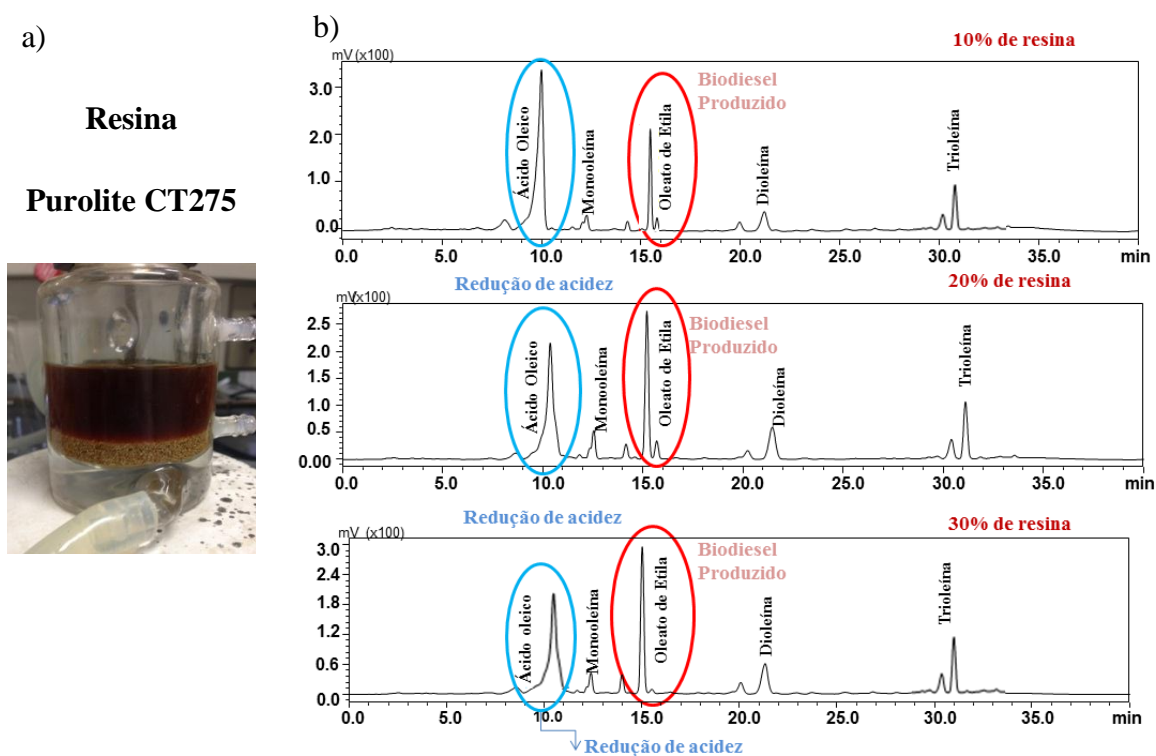 a)
Resina
Purolite CT275
b)
10% de resina
mV (x100)
3.0
2.0
1.0
0.0
Ácido Oleico
Monooleína
Oleato de Etila
Biodiesel
Produzido
Dioleína
Trioleína
0.0 5.0 10.0 15.0 20.0 25.0 30.0 35.0 min
Redução de acidez
20% de resina
mV(x100)
2.5
2.0
1.5
1.0
0.5
0.00
Ácido Oleico
Monooleína
Oleato de Etila
Biodiesel
Produzido
Dioleína
Trioleína
0.0 5.0 10.0 15.0 20.0 25.0 30.0 35.0 min
Redução de acidez
30% de resina
mV (x100)
3.0
2.4
1.8
1.2
0.6
0.0
Ácido oleico
Monooleína
Oleato de Etila
Biodiesel
Produzido
Dioleína
Trioleína
0.0 5.0 10.0 15.0 20.0 25.0 30.0 35.0 min
Redução de acidez